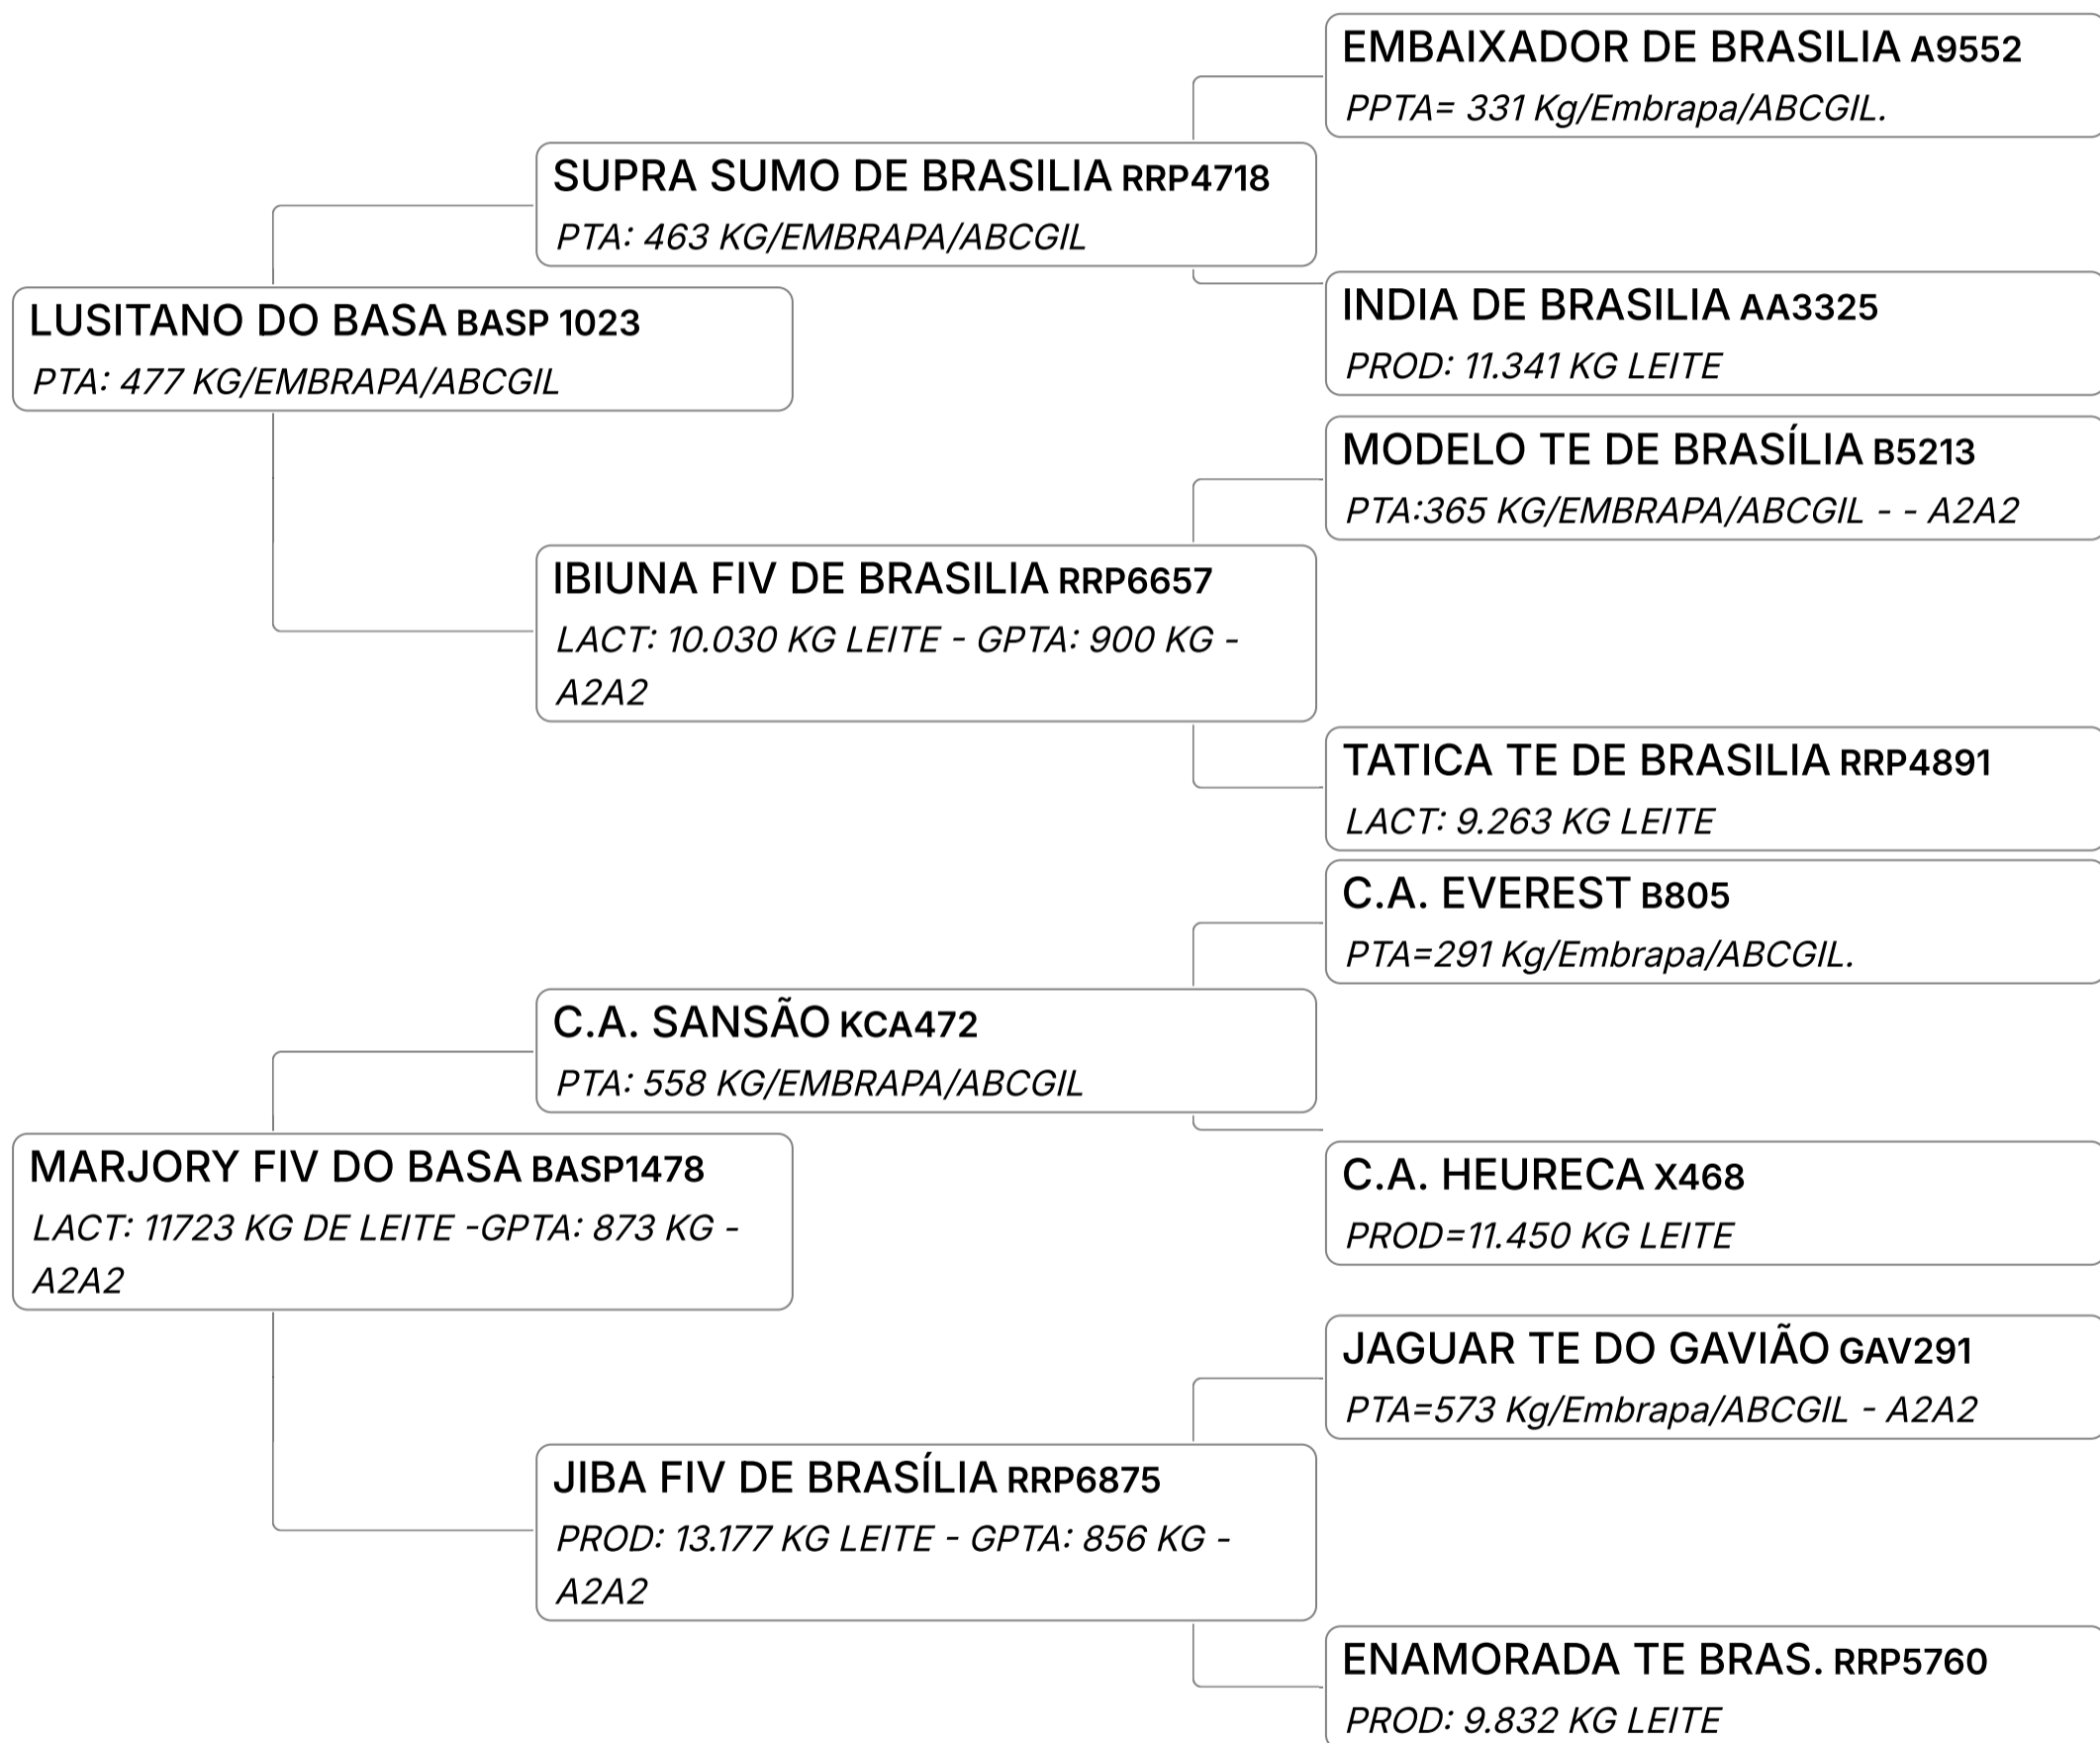 EMBAIXADOR DE BRASILIA A9552
PPTA= 331 Kg/Embrapa/ABCGIL.
SUPRA SUMO DE BRASILIA RRP4718
PTA: 463 KG/EMBRAPA/ABCGIL
INDIA DE BRASILIA AA3325
PROD: 11.341 KG LEITE
LUSITANO DO BASA BASP 1023
PTA: 477 KG/EMBRAPA/ABCGIL
MODELO TE DE BRASÍLIA B5213
PTA:365 KG/EMBRAPA/ABCGIL - - A2A2
IBIUNA FIV DE BRASILIA RRP6657
LACT: 10.030 KG LEITE - GPTA: 900 KG -
A2A2
TATICA TE DE BRASILIA RRP4891
LACT: 9.263 KG LEITE
C.A. EVEREST B805
PTA=291 Kg/Embrapa/ABCGIL.
C.A. SANSÃO KCA472
PTA: 558 KG/EMBRAPA/ABCGIL
C.A. HEURECA X468
PROD=11.450 KG LEITE
MARJORY FIV DO BASA BASP1478
LACT: 11723 KG DE LEITE -GPTA: 873 KG -
A2A2
JAGUAR TE DO GAVIÃO GAV291
PTA=573 Kg/Embrapa/ABCGIL - A2A2
JIBA FIV DE BRASÍLIA RRP6875
PROD: 13.177 KG LEITE - GPTA: 856 KG -
A2A2
ENAMORADA TE BRAS. RRP5760
PROD: 9.832 KG LEITE